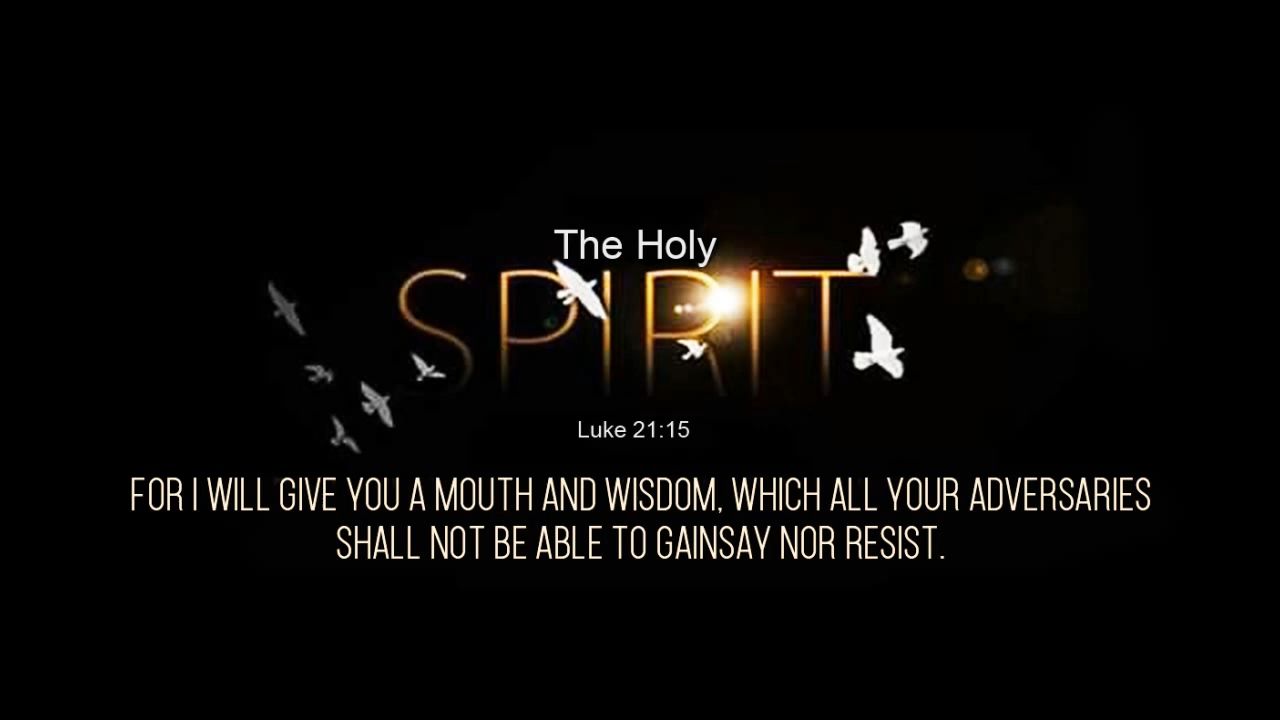 The Holy
SPIRIT
Luke 21:15
FOR I WILL GIVE YOU A MOUTH AND WISDOM, WHICH ALL YOUR ADVERSARIES
SHALL NOT BE ABLE TO GAINSAY NOR RESIST.